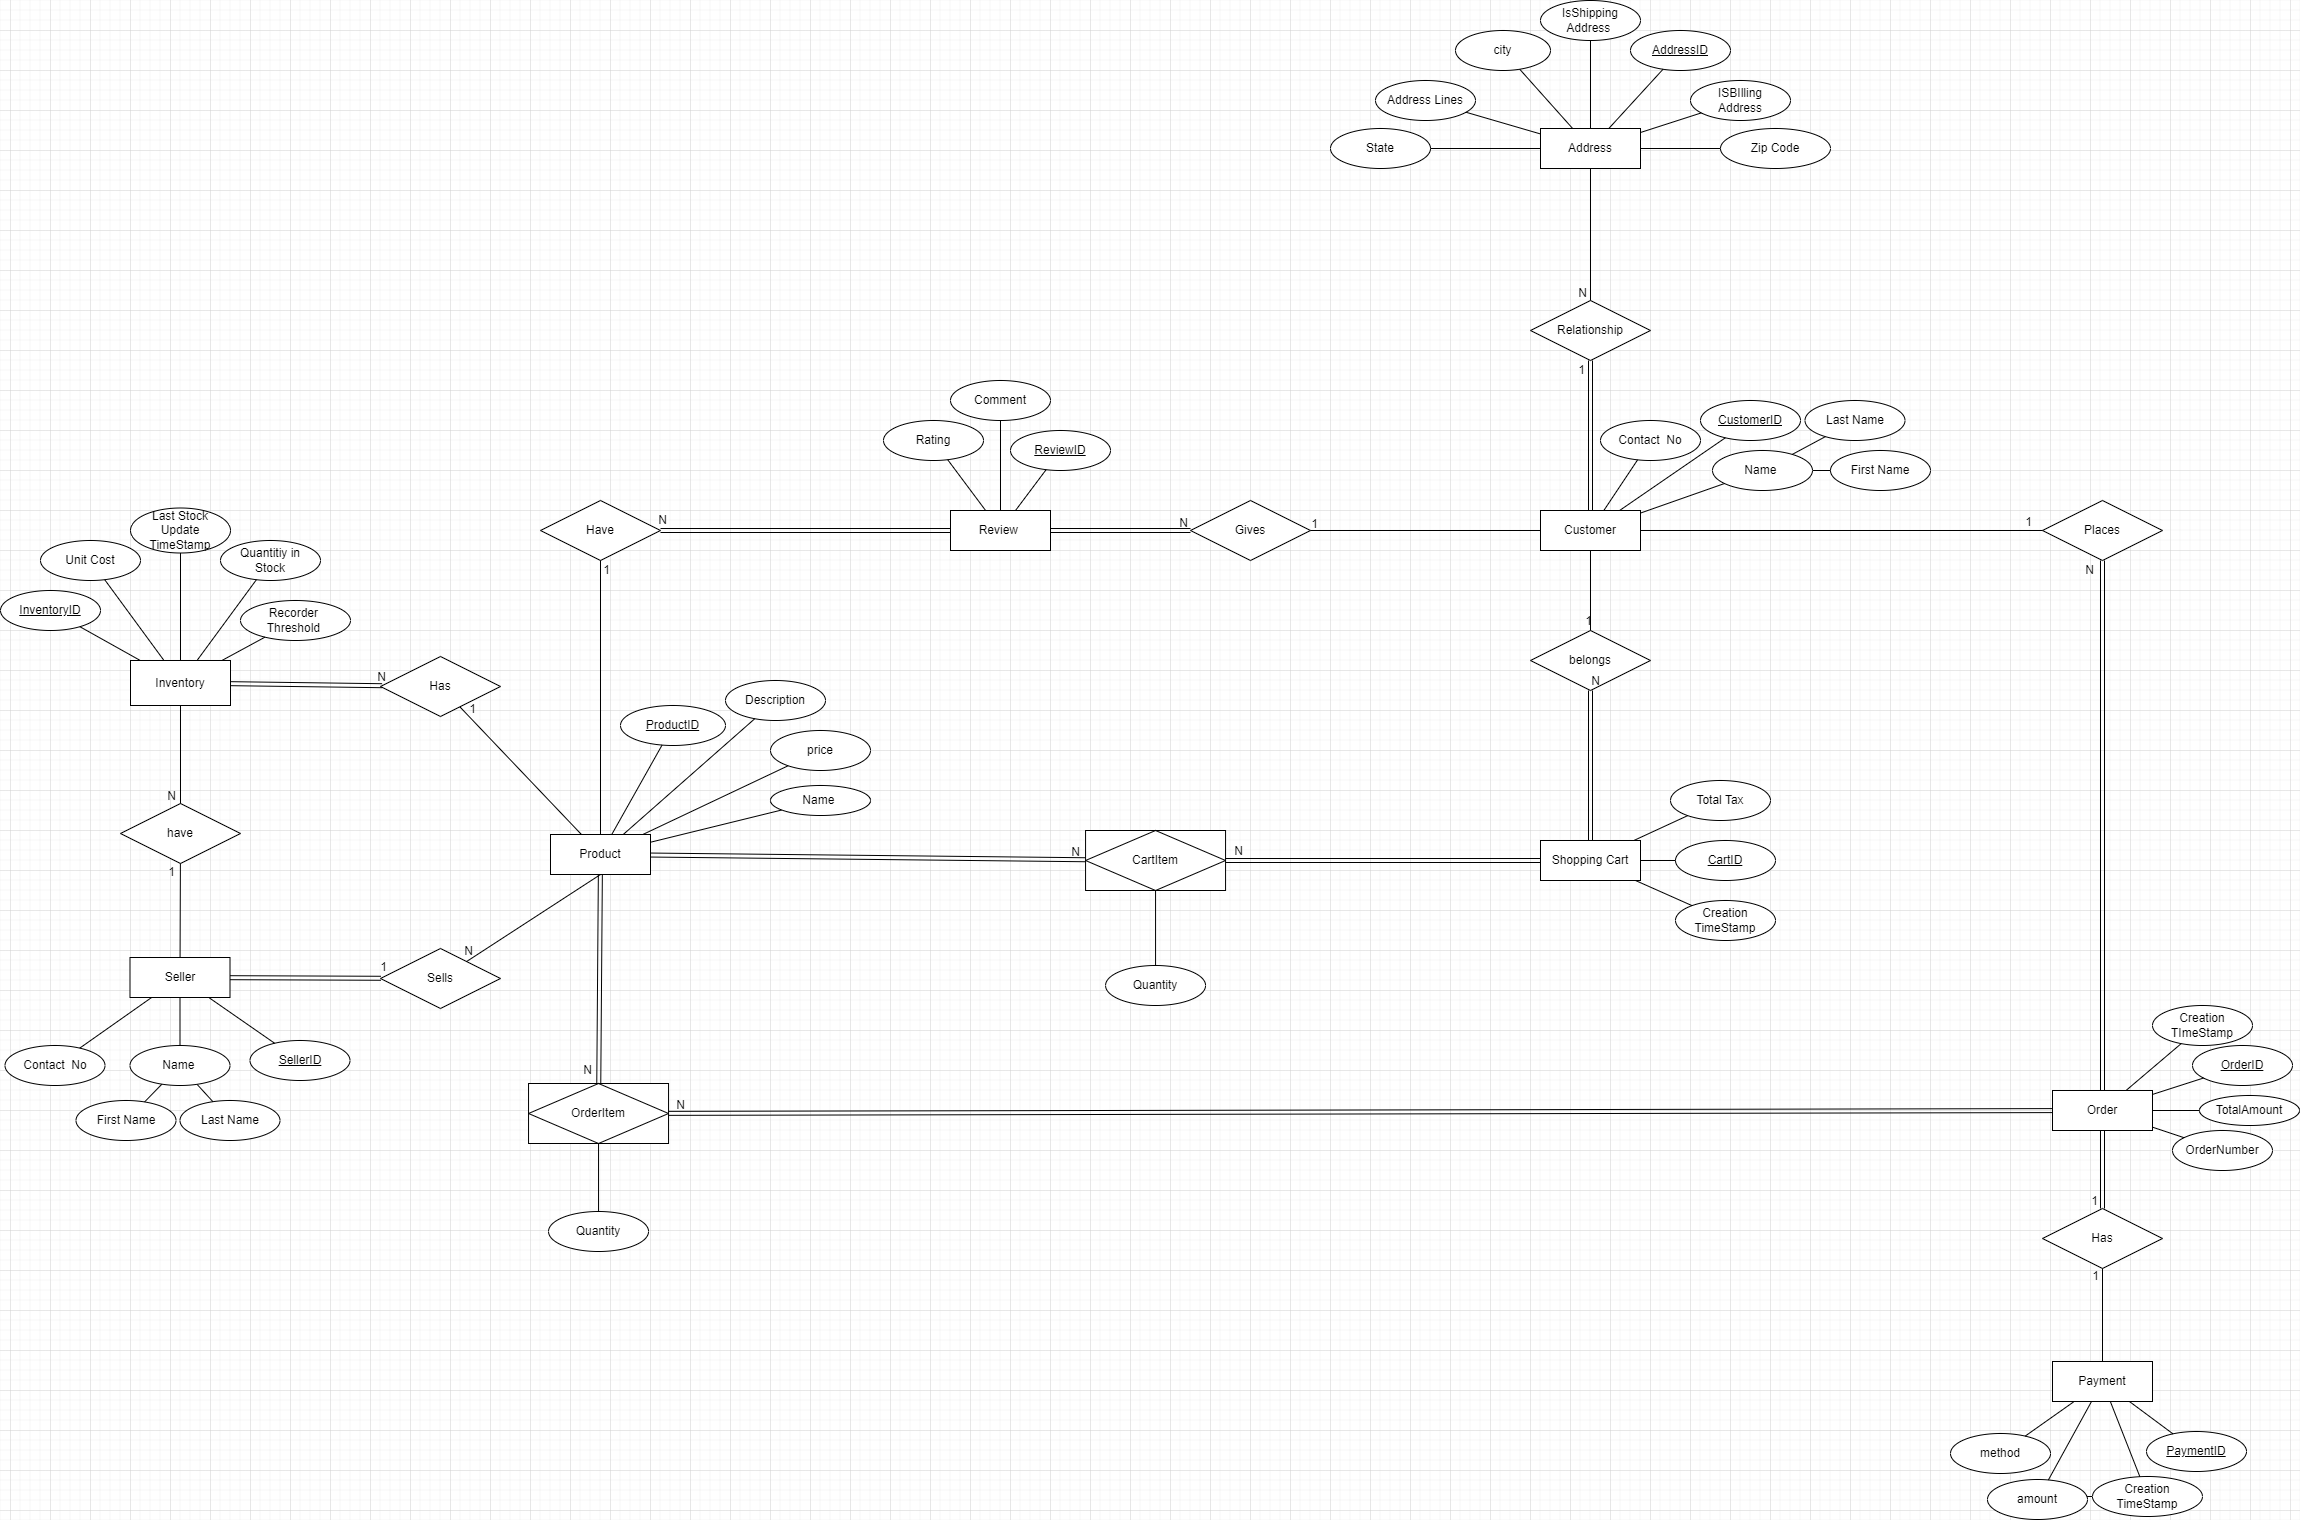 IsShipping
Address
city
AddressID
Address Lines
ISBIlling
Address
State
Address
Zip Code
N
Relationship
1
Comment
Rating
ReviewID
Contact  No
CustomerID
Last Name
Name
First Name
Have
N
1
Review
N
Gives
1
Customer
1
Places
N
Last Stock
Update
TimeStamp
Unit Cost
Quantitiy in
Stock
InventoryID
Recorder
Threshold
Inventory
N
Has
1
1
belongs
N
ProductID
Description
price
Name
N
have
1
Product
N
CartItem
N
Shopping Cart
Total Tax
CartID
Creation
TimeStamp
Quantity
Seller
1
Sells
N
Contact  No
Name
SellerID
First Name
Last Name
N
OrderItem
N
Quantity
Creation
TImeStamp
OrderID
Order
TotalAmount
OrderNumber
1
Has
1
Payment
method
PaymentID
amount
Creation
TimeStamp